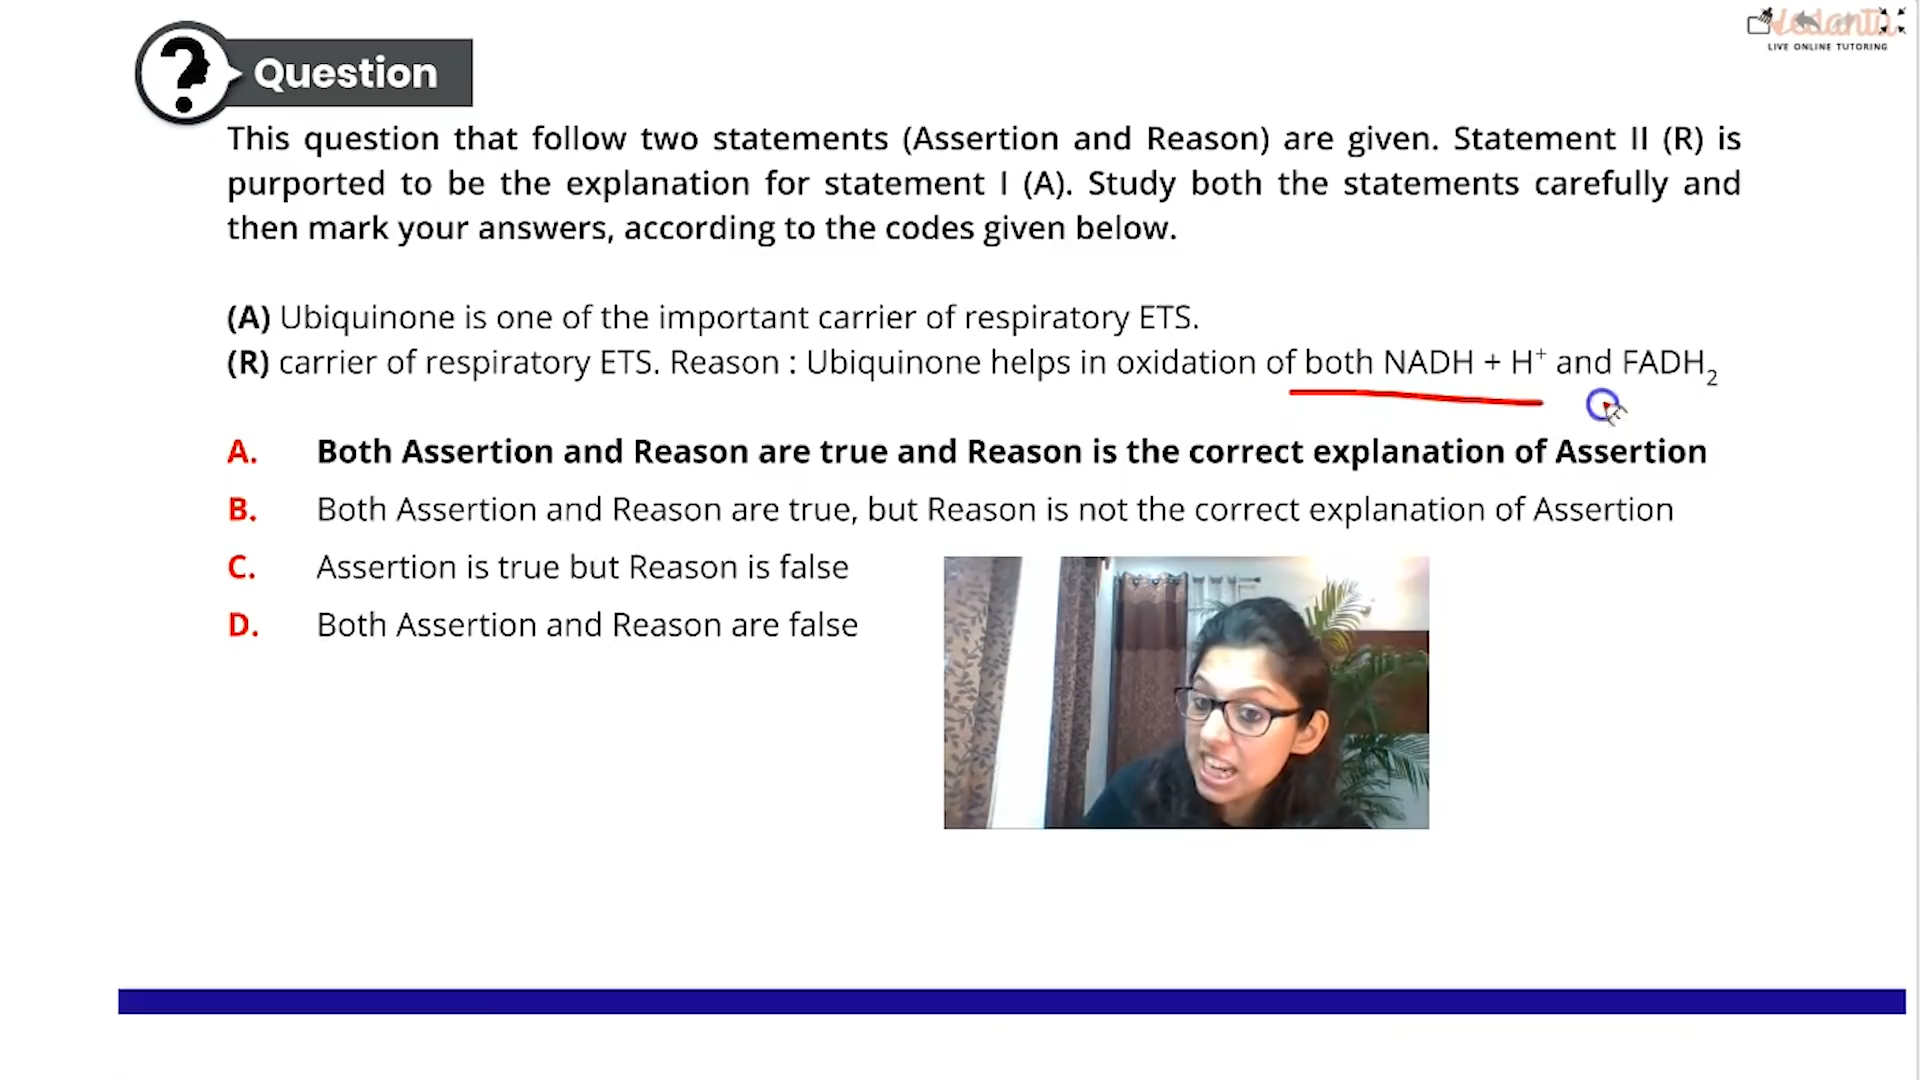 Vedantu
LIVE ONLINE TUTORING
Question
This question that follow two statements (Assertion and Reason) are given. Statement II (R) is
purported to be the explanation for statement I (A). Study both the statements carefully and
then mark your answers, according to the codes given below.
(A) Ubiquinone is one of the important carrier of respiratory ETS.
(R) carrier of respiratory ETS. Reason : Ubiquinone helps in oxidation of both NADH + H⁺ and FADH₂
A. Both Assertion and Reason are true and Reason is the correct explanation of Assertion
B. Both Assertion and Reason are true, but Reason is not the correct explanation of Assertion
C. Assertion is true but Reason is false
D. Both Assertion and Reason are false